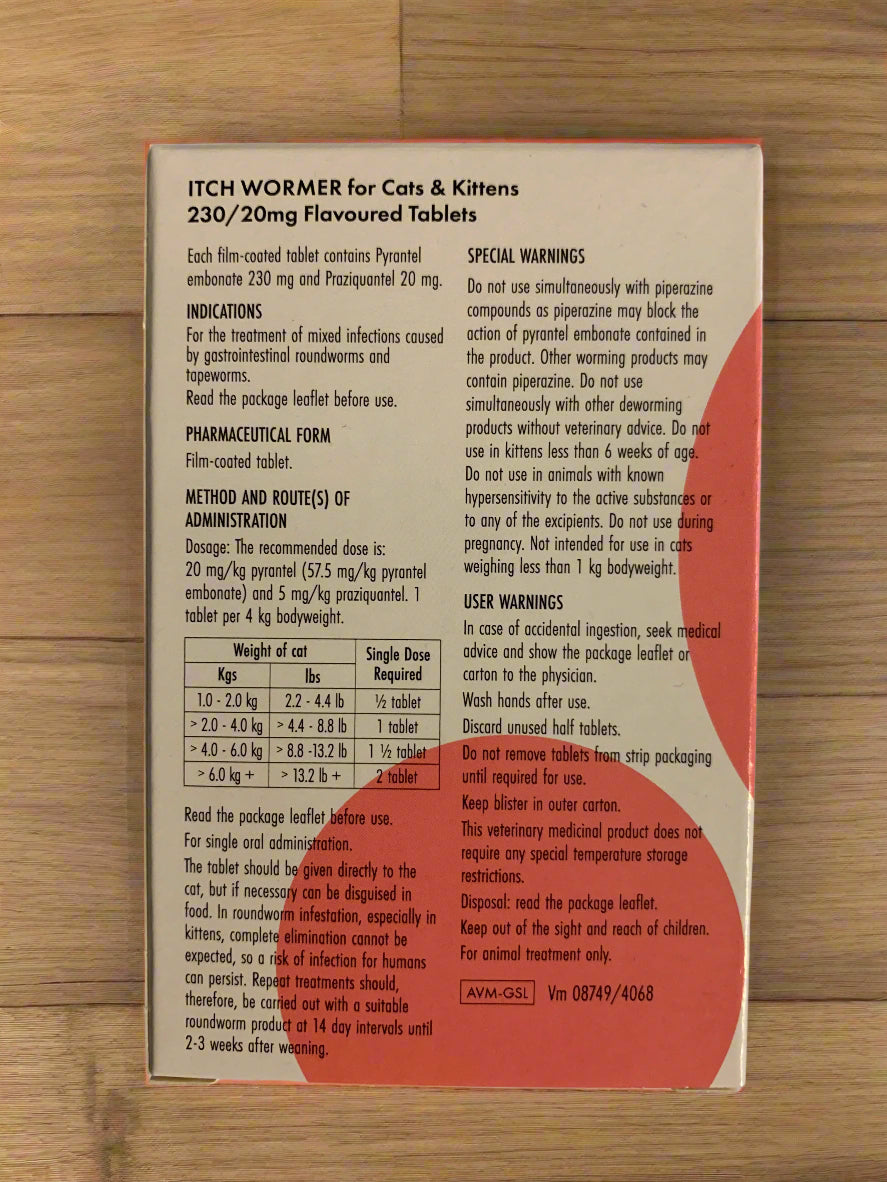 ITCH WORMER for Cats & Kittens
230/20mg Flavoured Tablets
Each film-coated tablet contains Pyrantel
embonate 230 mg and Praziquantel 20 mg.
INDICATIONS
For the treatment of mixed infections caused
by gastrointestinal roundworms and
tapeworms.
Read the package leaflet before use.
PHARMACEUTICAL FORM
Film-coated tablet.
METHOD AND ROUTE(S) OF
ADMINISTRATION
Dosage: The recommended dose is:
20 mg/kg pyrantel (57.5 mg/kg pyrantel
embonate) and 5 mg/kg praziquantel. 1
tablet per 4 kg bodyweight.
Weight of cat Single Dose Required
Kgs lbs
1.0 - 2.0 kg 2.2 - 4.4 lb ½ tablet
> 2.0 - 4.0 kg > 4.4 - 8.8 lb 1 tablet
> 4.0 - 6.0 kg > 8.8 -13.2 lb 1 ½ tablet
> 6.0 kg + > 13.2 lb + 2 tablet
Read the package leaflet before use.
For single oral administration.
The tablet should be given directly to the
cat, but if necessary can be disguised in
food. In roundworm infestation, especially in
kittens, complete elimination cannot be
expected, so a risk of infection for humans
can persist. Repeat treatments should,
therefore, be carried out with a suitable
roundworm product at 14 day intervals until
2-3 weeks after weaning.
SPECIAL WARNINGS
Do not use simultaneously with piperazine
compounds as piperazine may block the
action of pyrantel embonate contained in
the product. Other worming products may
contain piperazine. Do not use
simultaneously with other deworming
products without veterinary advice. Do not
use in kittens less than 6 weeks of age.
Do not use in animals with known
hypersensitivity to the active substances or
to any of the excipients. Do not use during
pregnancy. Not intended for use in cats
weighing less than 1 kg bodyweight.
USER WARNINGS
In case of accidental ingestion, seek medical
advice and show the package leaflet or
carton to the physician.
Wash hands after use.
Discard unused half tablets.
Do not remove tablets from strip packaging
until required for use.
Keep blister in outer carton.
This veterinary medicinal product does not
require any special temperature storage
restrictions.
Disposal: read the package leaflet.
Keep out of the sight and reach of children.
For animal treatment only.
AVM-GSL Vm 08749/4068